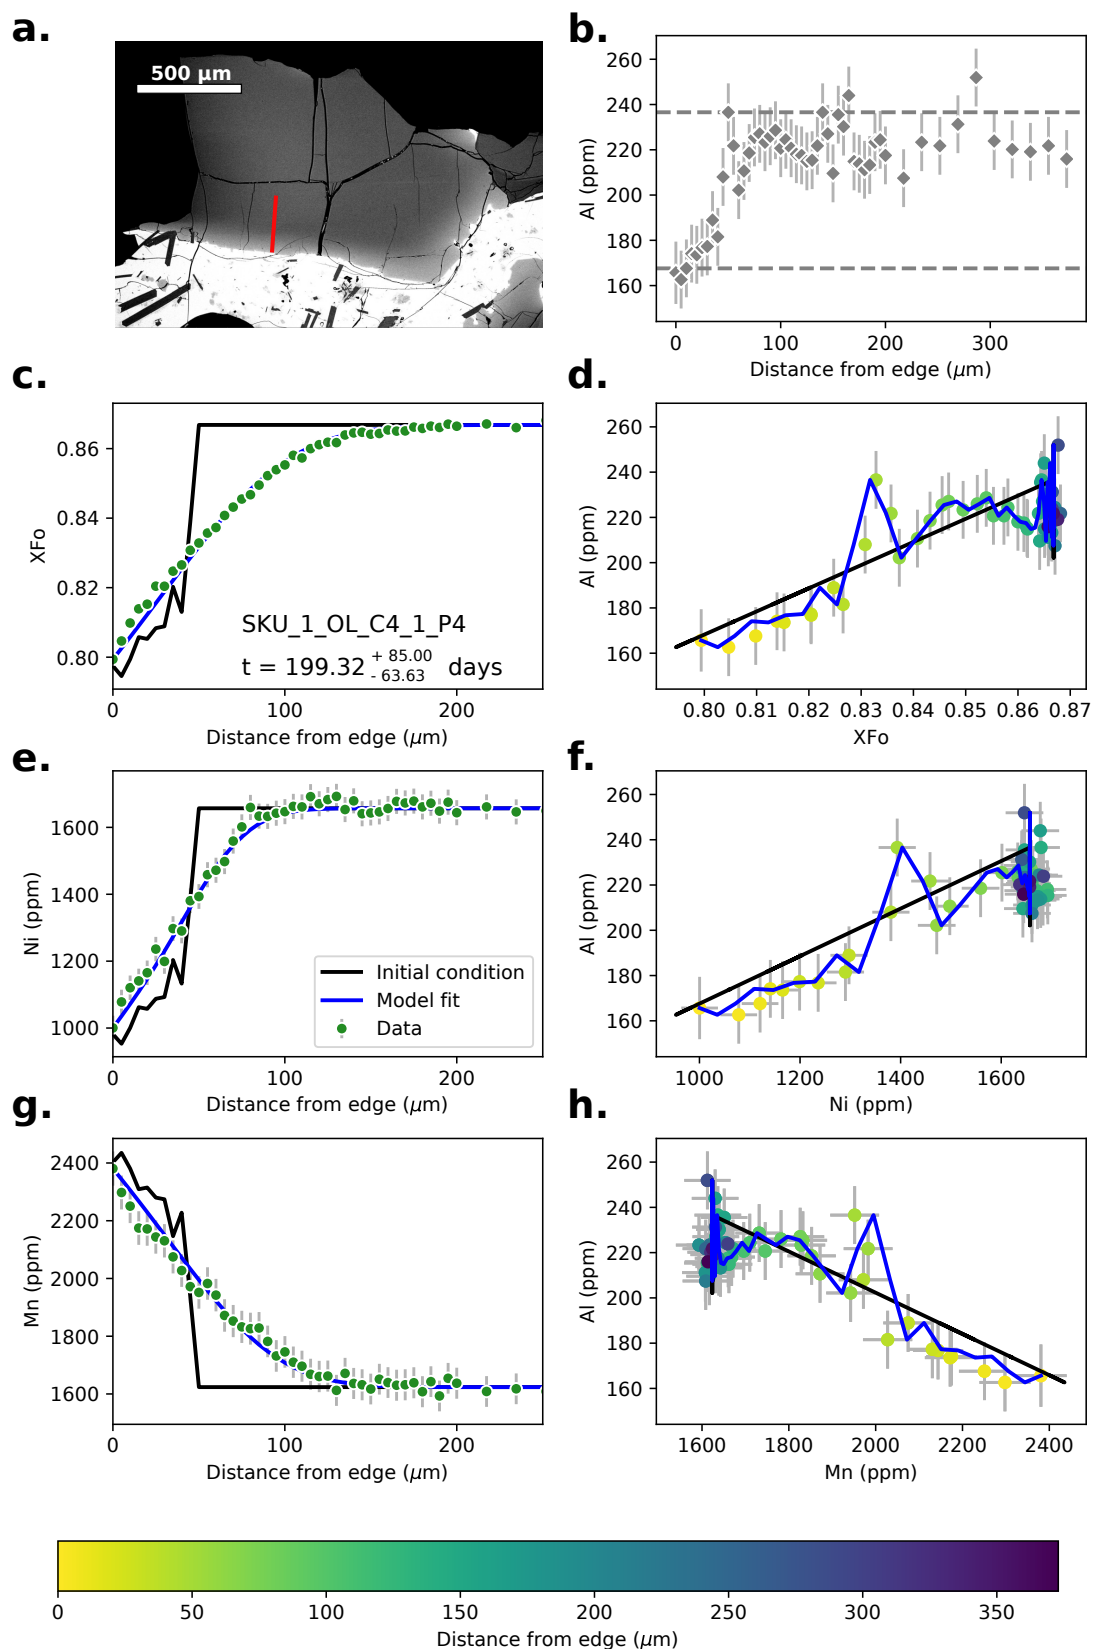 a.
500 μm
b.
260
240
220
200
180
160
Al (ppm)
0
100
200
300
Distance from edge (μm)
c.
0.86
0.84
0.82
0.80
XFo
SKU_1_OL_C4_1_P4
t = 199.32 + 85.00 - 63.63 days
0
100
200
Distance from edge (μm)
d.
260
240
220
200
180
160
Al (ppm)
0.80 0.81 0.82 0.83 0.84 0.85 0.86 0.87
XFo
e.
1600
1400
1200
1000
Ni (ppm)
Initial condition
Model fit
Data
0
100
200
Distance from edge (μm)
f.
260
240
220
200
180
160
Al (ppm)
1000
1200
1400
1600
Ni (ppm)
g.
2400
2200
2000
1800
1600
Mn (ppm)
0
100
200
Distance from edge (μm)
h.
260
240
220
200
180
160
Al (ppm)
1600
1800
2000
2200
2400
Mn (ppm)
0
50
100
150
200
250
300
350
Distance from edge (μm)